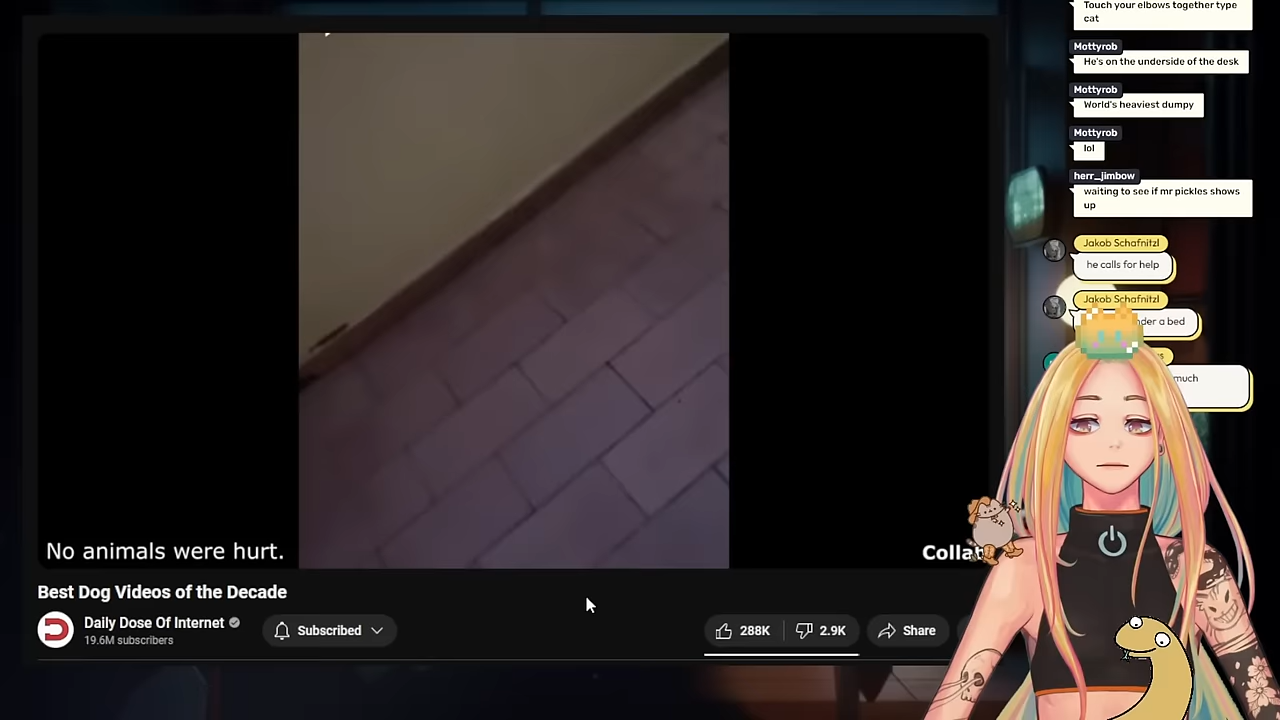 Touch your elbows together type
cat
Mottyrob
He's on the underside of the desk
Mottyrob
World's heaviest dumpy
Mottyrob
lol
herr_jimbow
waiting to see if mr pickles shows
up
Jakob Schafnitzl
he calls for help
Jakob Schafnitzl
under a bed
much
No animals were hurt.
Best Dog Videos of the Decade
Daily Dose Of Internet
19.6M subscribers
Subscribed
288K
2.9K
Share